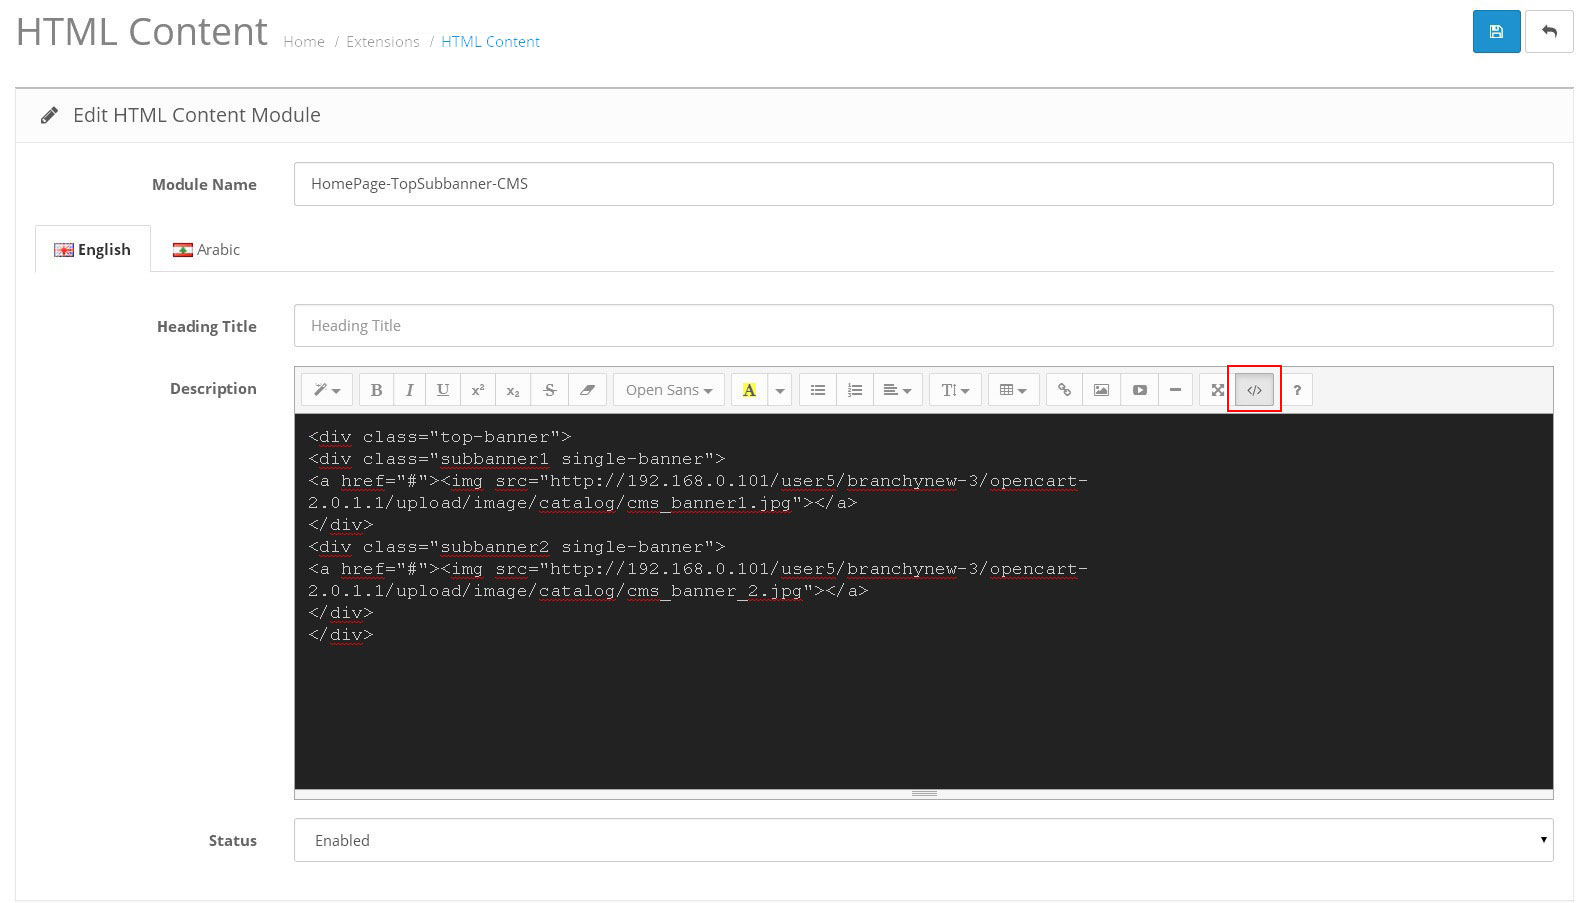 HTML Content Home / Extensions / HTML Content
Edit HTML Content Module
Module Name HomePage-TopSubbanner-CMS
English Arabic
Heading Title Heading Title
Description B I U x² x₂ S Open Sans A T ?
<div class="top-banner">
<div class="subbanner1 single-banner">
<a href="#"><img src="http://192.168.0.101/user5/branchynew-3/opencart-
2.0.1.1/upload/image/catalog/cms_banner1.jpg"></a>
</div>
<div class="subbanner2 single-banner">
<a href="#"><img src="http://192.168.0.101/user5/branchynew-3/opencart-
2.0.1.1/upload/image/catalog/cms_banner_2.jpg"></a>
</div>
</div>
Status Enabled